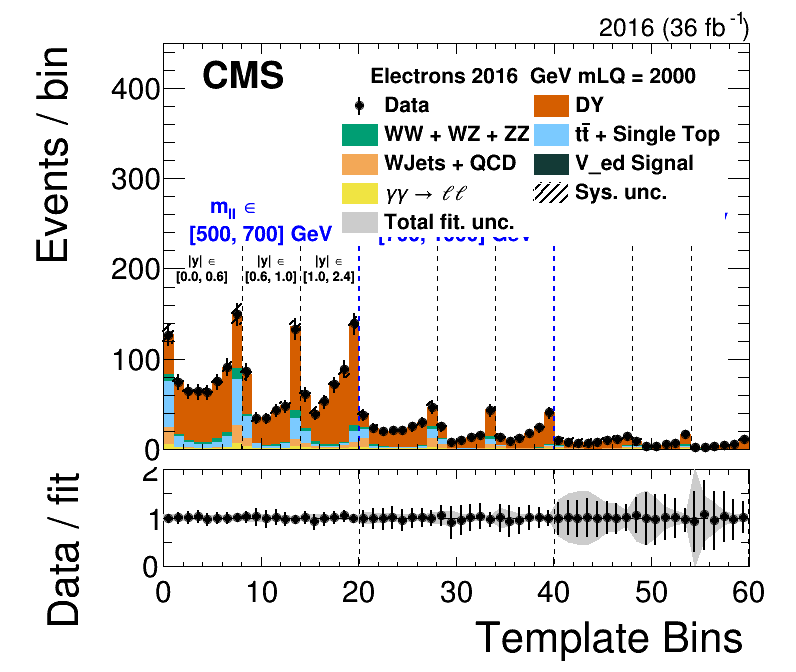 2016 (36 fb⁻¹)
Events / bin
CMS
Electrons 2016 GeV mLQ = 2000
Data
DY
WW + WZ + ZZ
tt̄ + Single Top
WJets + QCD
V_ed Signal
γγ → ℓℓ
Sys. unc.
Total fit. unc.
m_ll ∈
[500, 700] GeV
|y| ∈
[0.0, 0.6]
|y| ∈
[0.6, 1.0]
|y| ∈
[1.0, 2.4]
400
300
200
100
0
Data / fit
2
1
0
0 10 20 30 40 50 60
Template Bins